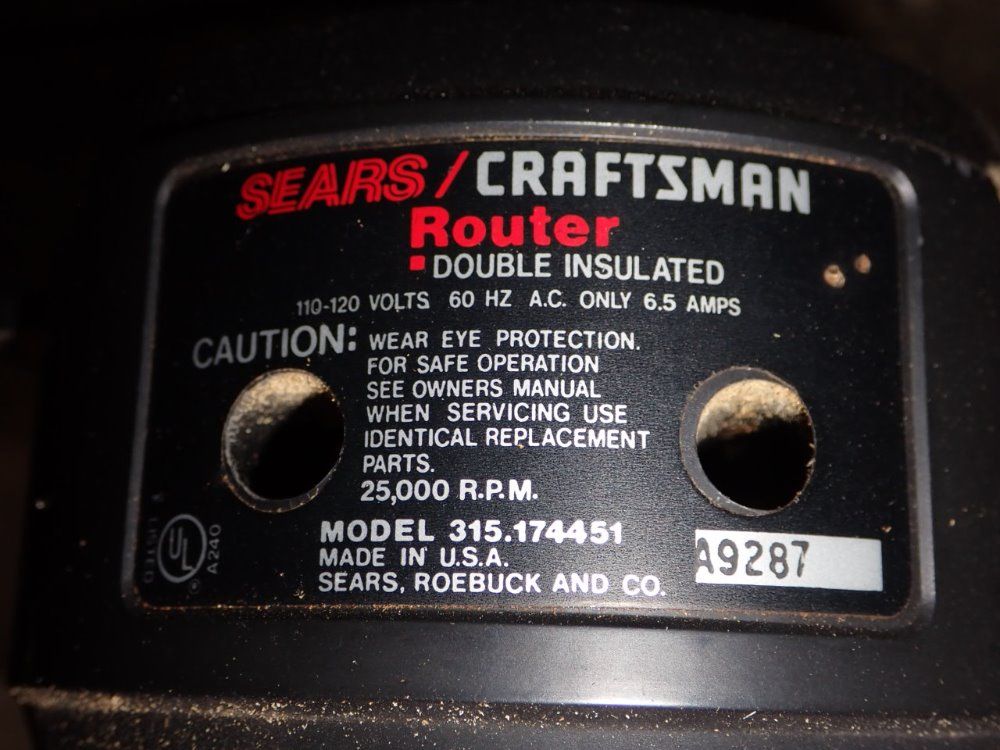 SEARS/CRAFTSMAN
Router
DOUBLE INSULATED
110-120 VOLTS 60 HZ A.C. ONLY 6.5 AMPS
CAUTION: WEAR EYE PROTECTION.
FOR SAFE OPERATION
SEE OWNERS MANUAL
WHEN SERVICING USE
IDENTICAL REPLACEMENT
PARTS.
25,000 R.P.M.
MODEL 315.174451
MADE IN U.S.A.
SEARS, ROEBUCK AND CO.
A9287
LISTED
UL
®
A240